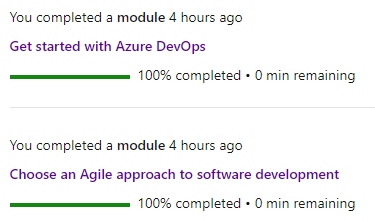 You completed a module 4 hours ago
Get started with Azure DevOps
100% completed • 0 min remaining
You completed a module 4 hours ago
Choose an Agile approach to software development
100% completed • 0 min remaining